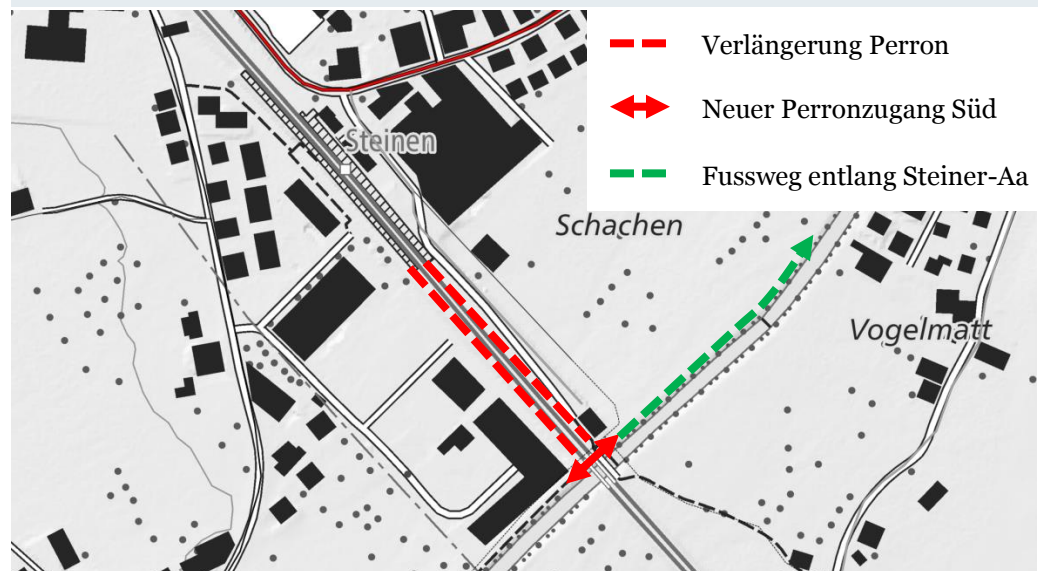 Verlängerung Perron
Neuer Perronzugang Süd
Fussweg entlang Steiner-Aa
Steinen
Schachen
Vogelmatt